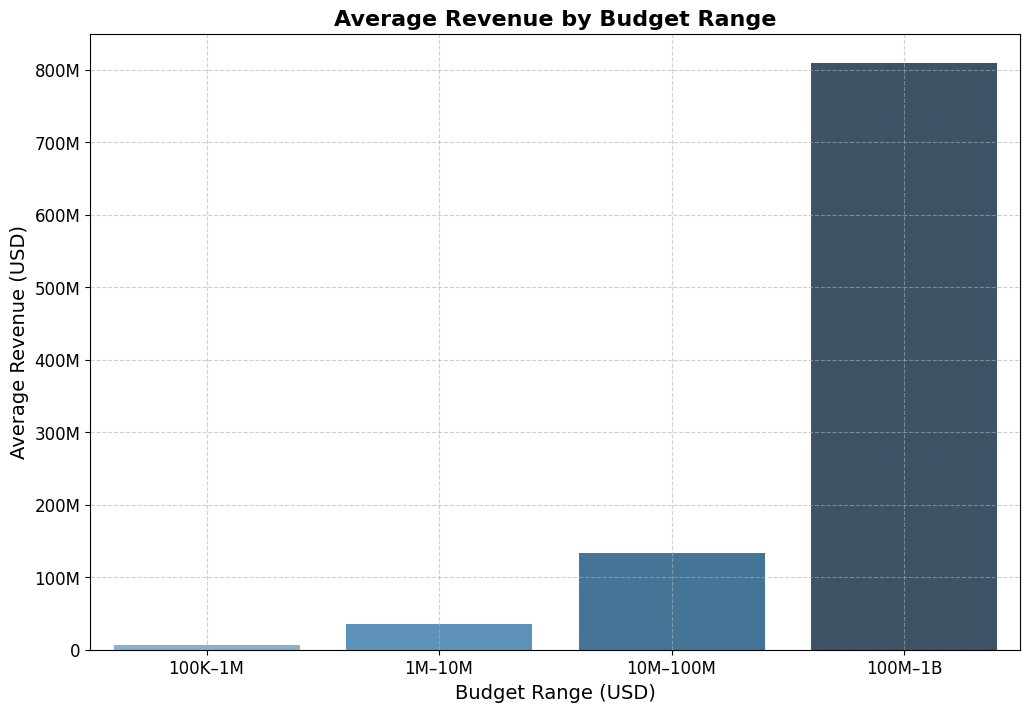 Average Revenue by Budget Range
Average Revenue (USD)
800M
700M
600M
500M
400M
300M
200M
100M
0
100K–1M
1M–10M
10M–100M
100M–1B
Budget Range (USD)